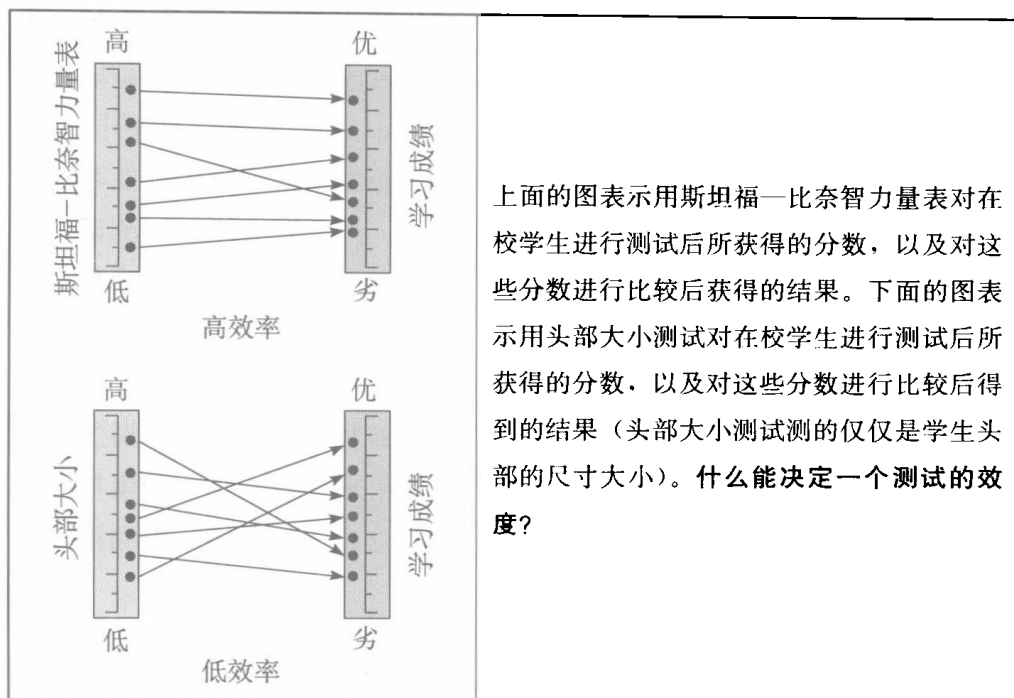 高
优
斯坦福-比奈智力量表
学习成绩
低
劣
高效率
高
优
头部大小
学习成绩
低
劣
低效率
上面的图表示用斯坦福—比奈智力量表对在
校学生进行测试后所获得的分数，以及对这
些分数进行比较后获得的结果。下面的图表
示用头部大小测试对在校学生进行测试后所
获得的分数，以及对这些分数进行比较后得
到的结果（头部大小测试测的仅仅是学生头
部的尺寸大小）。什么能决定一个测试的效
度？